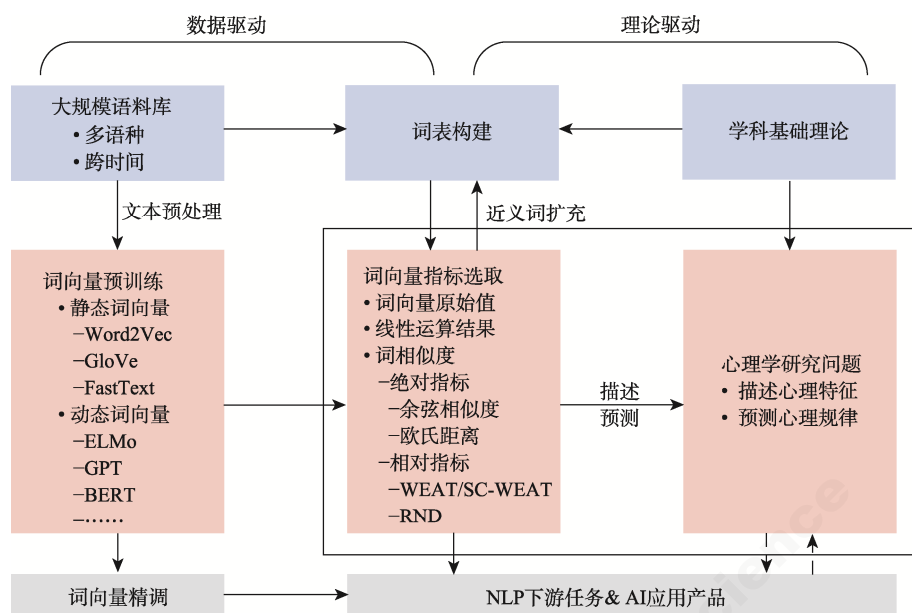 数据驱动
理论驱动
大规模语料库
• 多语种
• 跨时间
词表构建
学科基础理论
文本预处理
近义词扩充
词向量预训练
• 静态词向量
–Word2Vec
–GloVe
–FastText
• 动态词向量
–ELMo
–GPT
–BERT
–……
词向量指标选取
• 词向量原始值
• 线性运算结果
• 词相似度
–绝对指标
–余弦相似度
–欧氏距离
–相对指标
–WEAT/SC-WEAT
–RND
描述
预测
心理学研究问题
• 描述心理特征
• 预测心理规律
词向量精调
NLP下游任务& AI应用产品